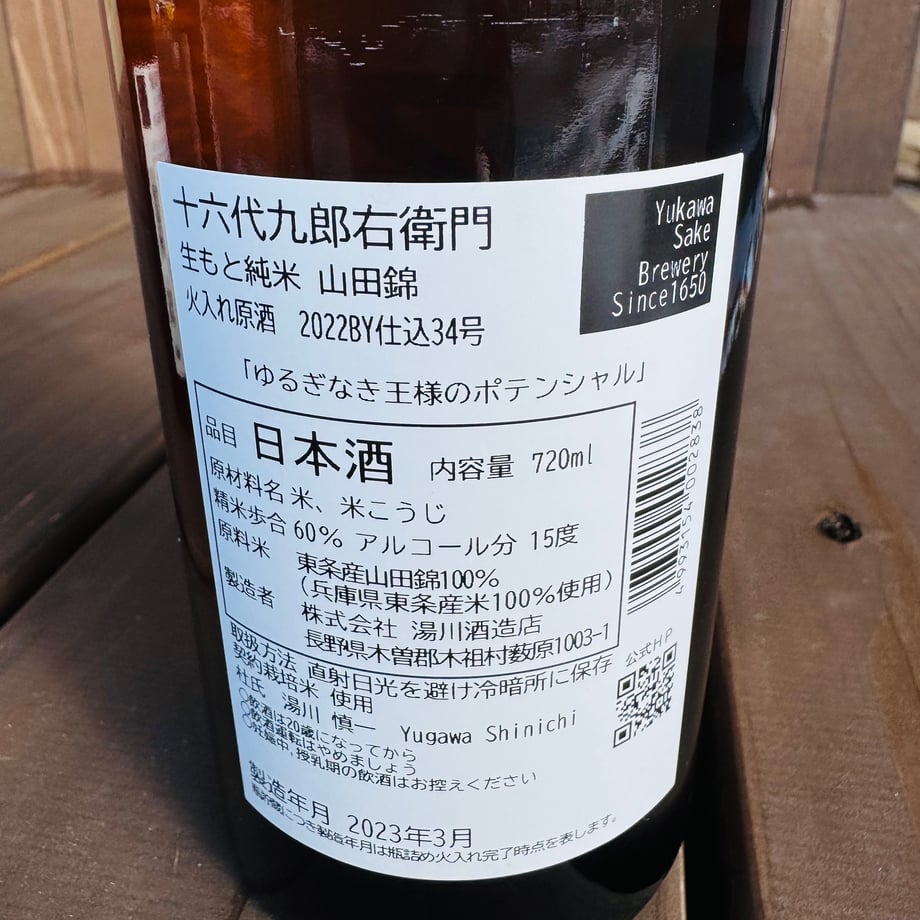 十六代九郎右衛門
生もと純米 山田錦
火入れ原酒 2022BY仕込34号
Yukawa
Sake
Brewery
Since1650
「ゆるぎなき王様のポテンシャル」
品目 日本酒 内容量 720ml
原材料名 米、米こうじ
精米歩合 60% アルコール分 15度
原料米 東条産山田錦100%
(兵庫県東条産米100%使用)
製造者 株式会社 湯川酒造店
長野県木曽郡木祖村薮原1003-1
4993154002838
取扱方法 直射日光を避け冷暗所に保存
契約栽培米 使用
杜氏 湯川 慎一 Yugawa Shinichi
公式HP
○飲酒は20歳になってから
○飲酒運転はやめましょう
○妊娠中,授乳期の飲酒はお控えください
製造年月 2023年3月
瓶貯蔵につき製造年月は瓶詰め火入れ完了時点を表します。